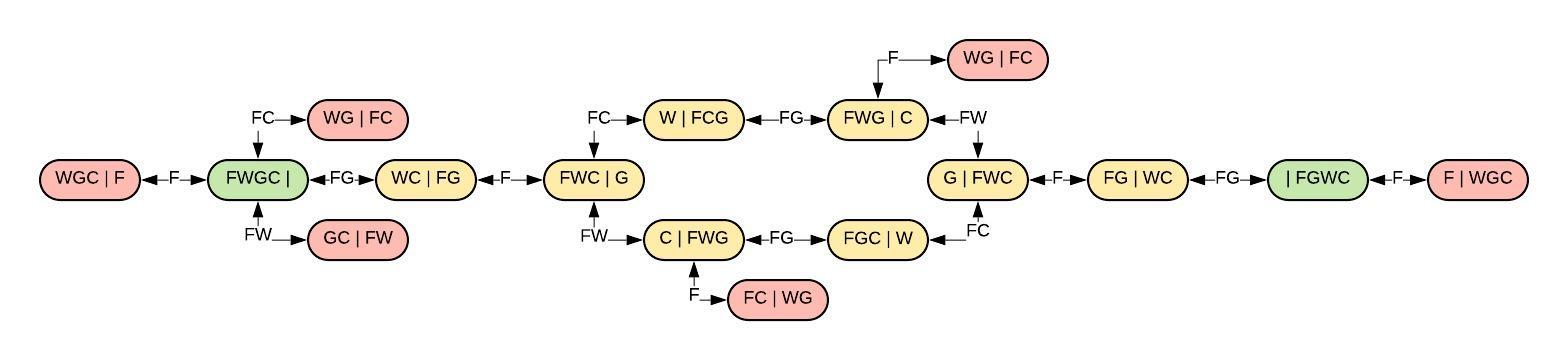 F
WG | FC
FC
WG | FC
FC
W | FCG
FG
FWG | C
FW
WGC | F
F
FWGC |
FG
WC | FG
F
FWC | G
G | FWC
F
FG | WC
FG
| FGWC
F
F | WGC
FW
GC | FW
FW
C | FWG
FG
FGC | W
FC
F
FC | WG